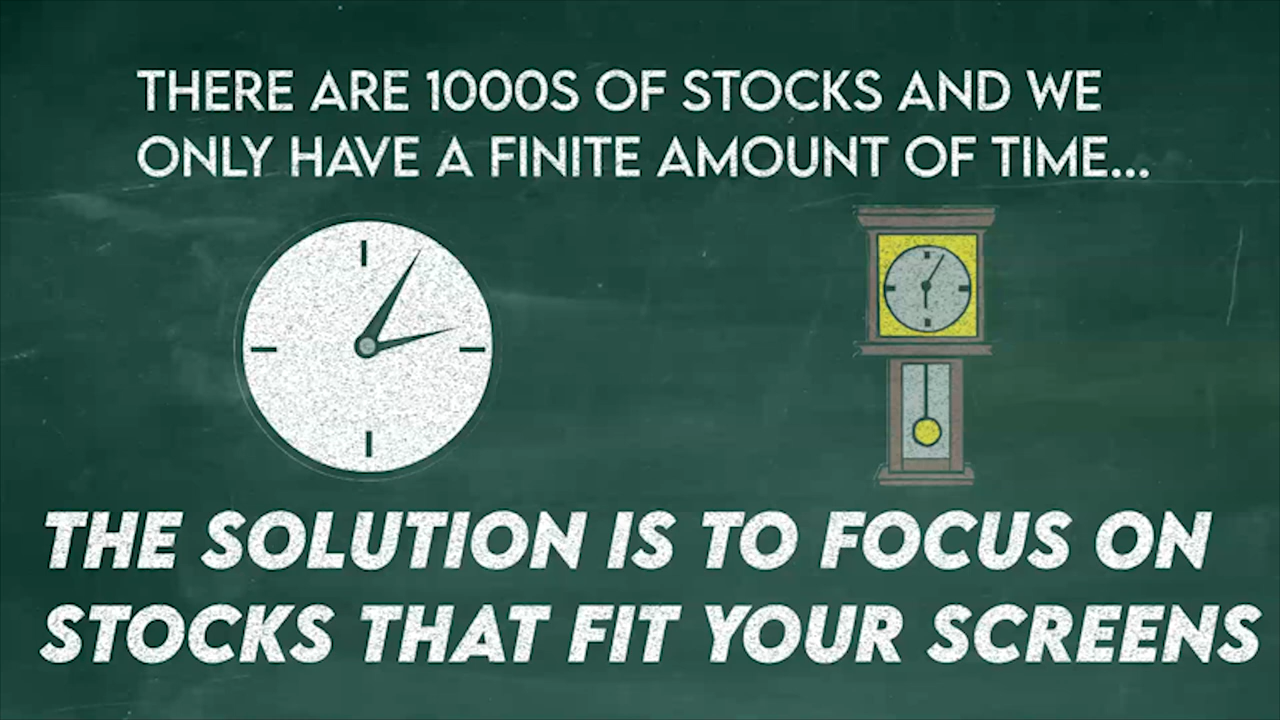 THERE ARE 1000S OF STOCKS AND WE
ONLY HAVE A FINITE AMOUNT OF TIME...
THE SOLUTION IS TO FOCUS ON
STOCKS THAT FIT YOUR SCREENS